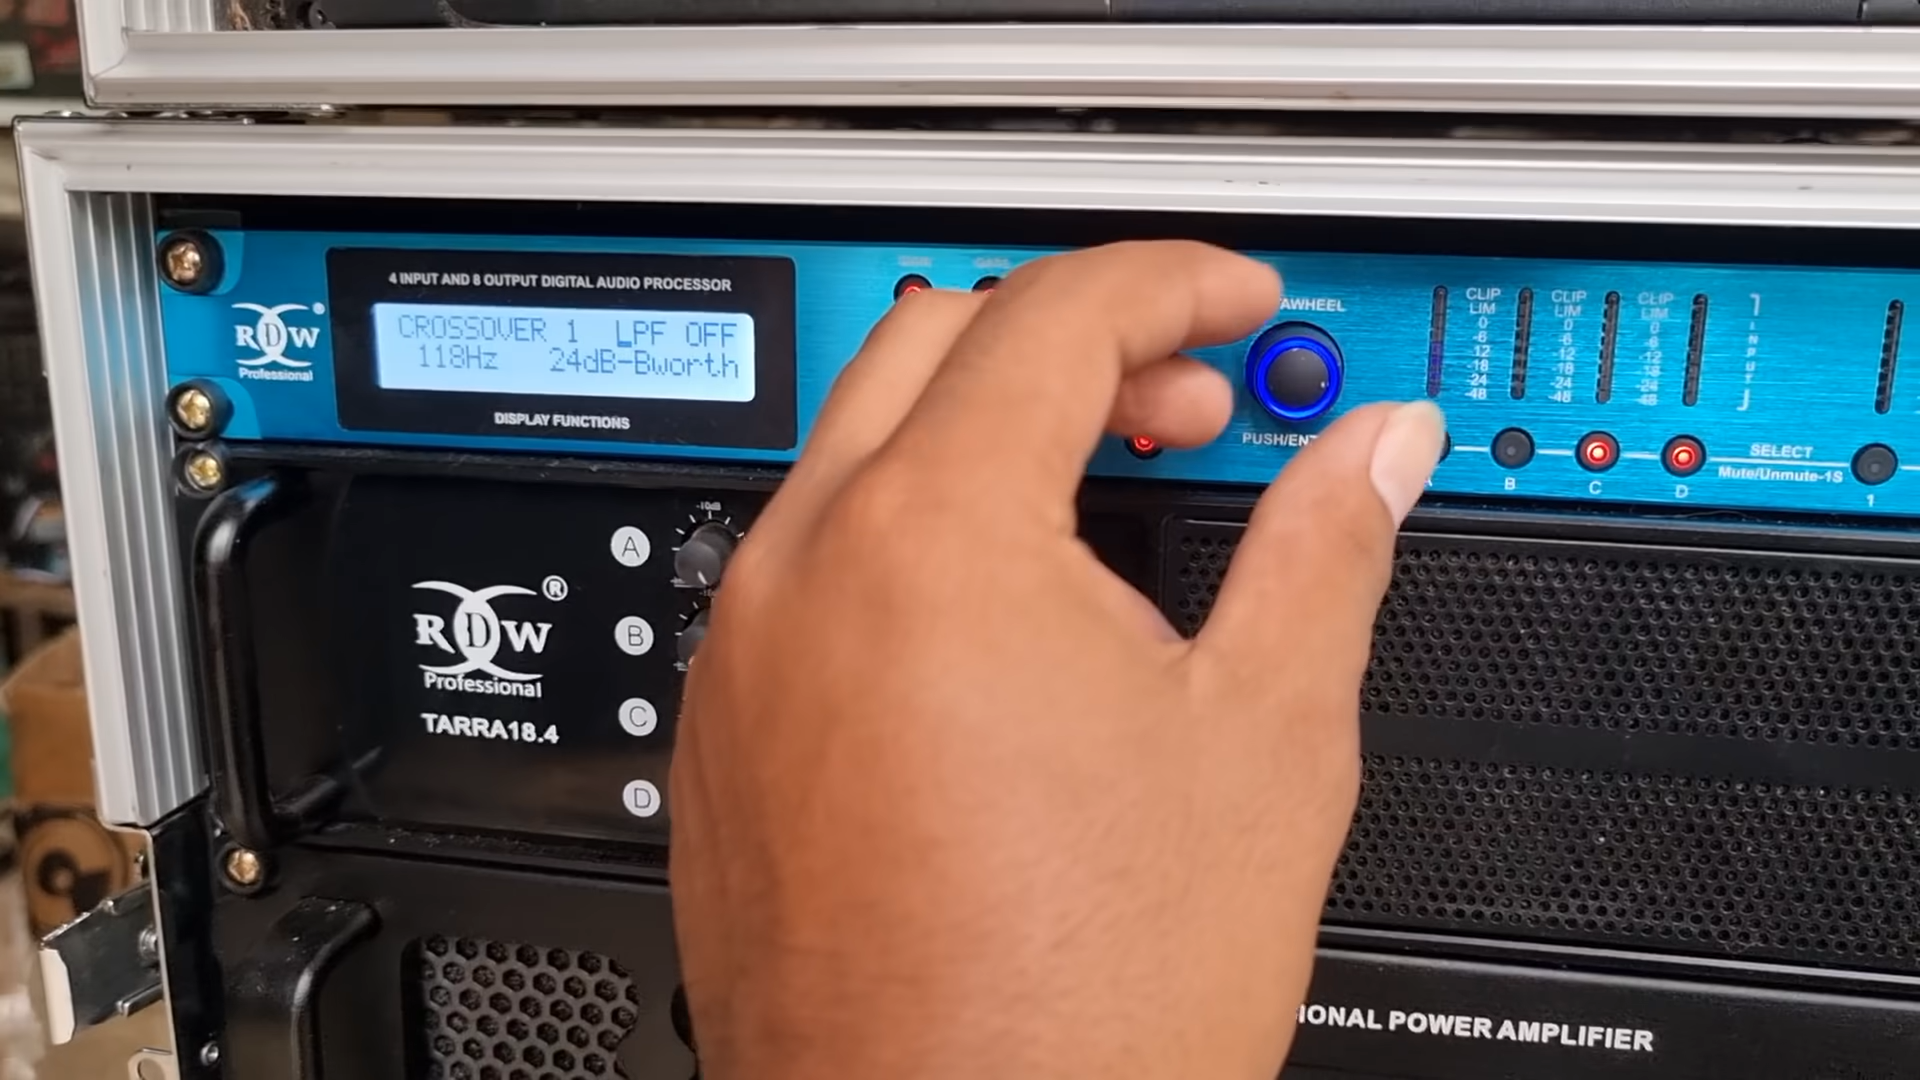 4 INPUT AND 8 OUTPUT DIGITAL AUDIO PROCESSOR
RDW®
Professional
CROSSOVER 1 LPF OFF
118Hz 24dB-Bworth
DISPLAY FUNCTIONS
PUSH/ENT
CLIP
LIM
0
-6
-12
-18
-24
-48
CLIP
LIM
0
-6
-12
-18
-24
-48
CLIP
LIM
0
-6
-12
-18
-24
-48
INPUT
A
B
C
D
SELECT
Mute/Unmute-1S
1
RDW®
Professional
TARRA18.4
A
B
C
D
-10dB
IONAL POWER AMPLIFIER